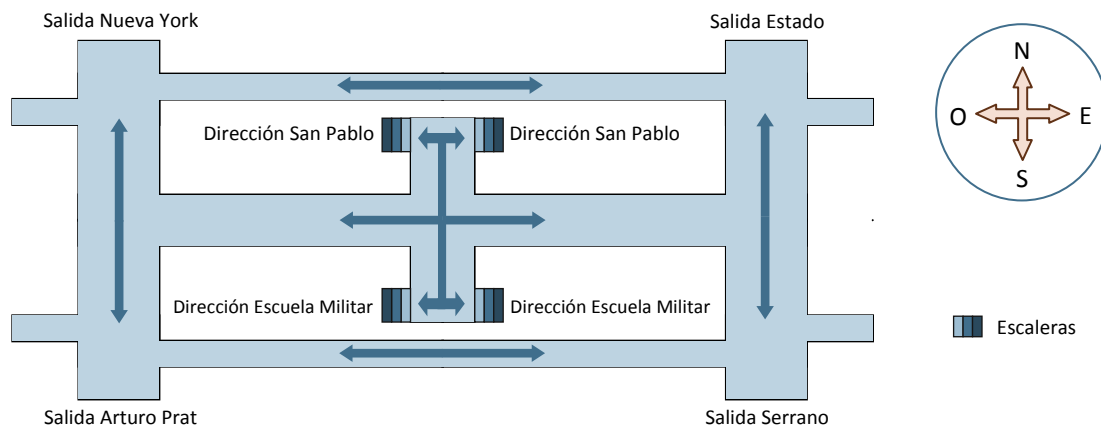 Salida Nueva York
Salida Estado
N
O
E
S
Dirección San Pablo
Dirección San Pablo
Dirección Escuela Militar
Dirección Escuela Militar
Escaleras
Salida Arturo Prat
Salida Serrano